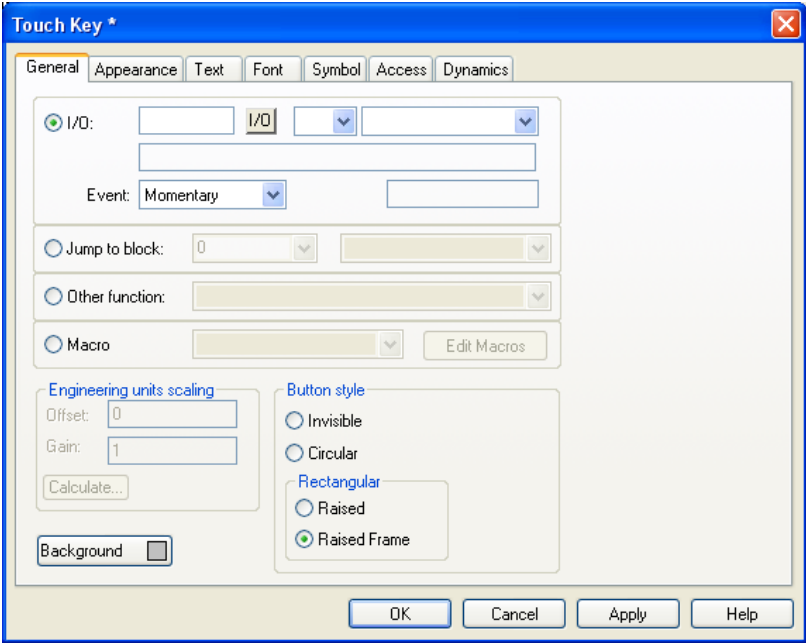 Touch Key *
General Appearance Text Font Symbol Access Dynamics
I/O: I/O
Event: Momentary
Jump to block: 0
Other function:
Macro Edit Macros
Engineering units scaling
Offset: 0
Gain: 1
Calculate...
Background
Button style
Invisible
Circular
Rectangular
Raised
Raised Frame
OK Cancel Apply Help